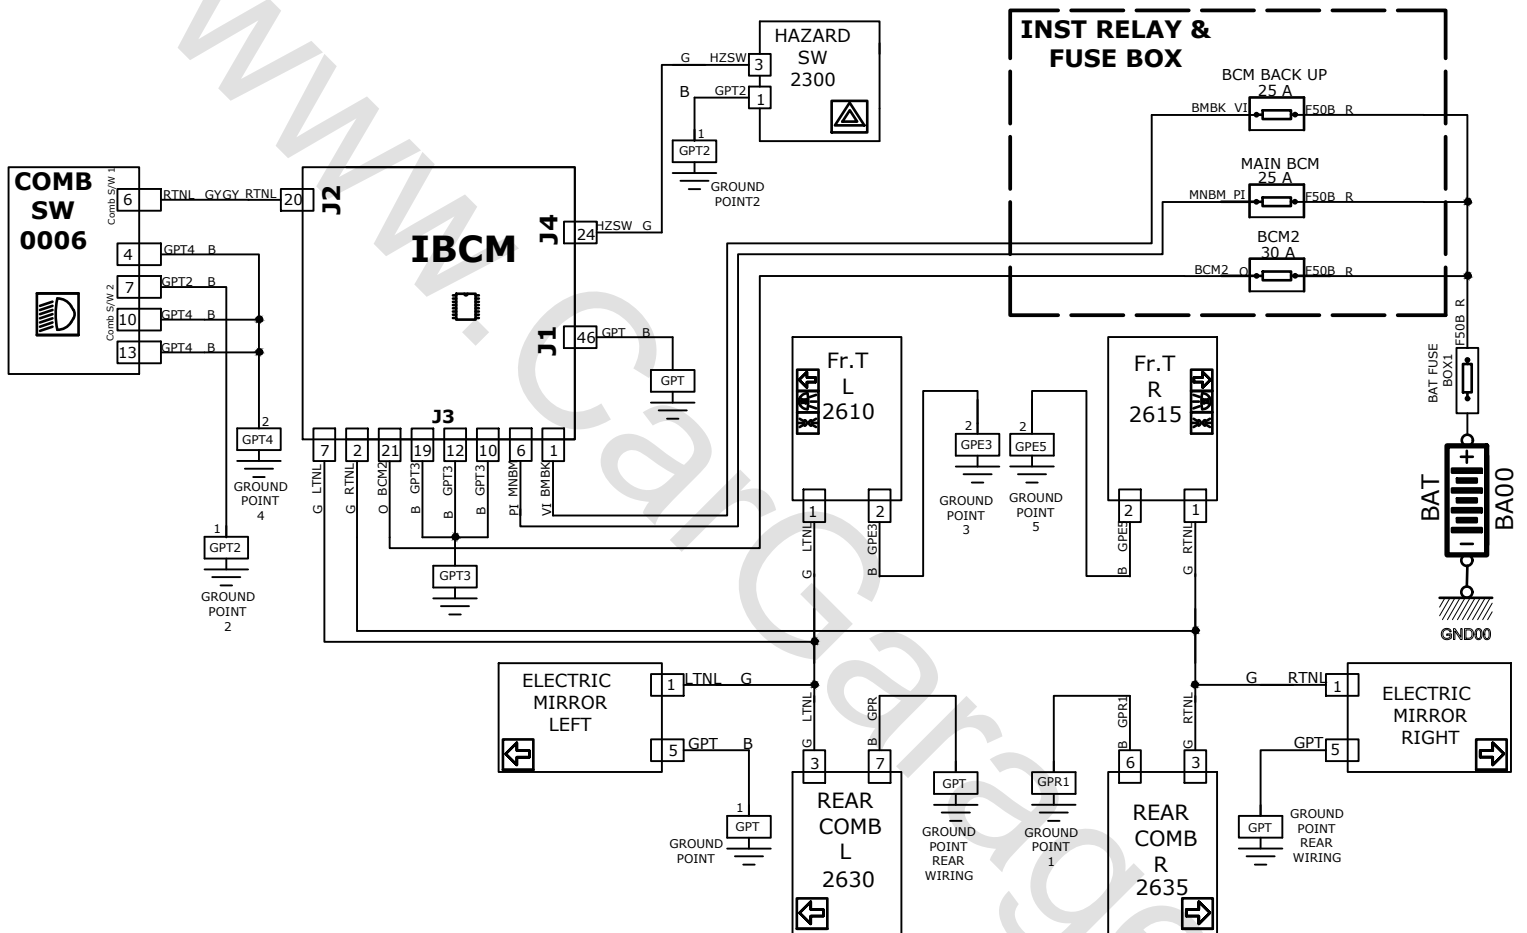 www.CarGarage
HAZARD
SW
2300
G HZSW 3
B GPT2 1
1
GPT2
GROUND
POINT2
INST RELAY &
FUSE BOX
BCM BACK UP
25 A
BMBK VI F50B R
MAIN BCM
25 A
MNBM PI F50B R
BCM2
30 A
BCM2 O F50B R
F50B R
BAT FUSE
BOX1
BAT
BA00
+
−
GND00
COMB
SW
0006
Comb S/W 1
Comb S/W 2
6 RTNL GYGY RTNL 20
4 GPT4 B
7 GPT2 B
10 GPT4 B
13 GPT4 B
2
GPT4
GROUND
POINT
4
1
GPT2
GROUND
POINT
2
IBCM
J2
J4
24 HZSW G
J1
46 GPT B
GPT
J3
7 2 21 19 12 10 6 1
G LTNL
G RTNL
O BCM2
B GPT3
B GPT3
B GPT3
PI MNBM
VI BMBK
GPT3
Fr.T
L
2610
1 2
G LTNL
B GPE3
2
GPE3
GROUND
POINT
3
2
GPE5
GROUND
POINT
5
Fr.T
R
2615
2 1
B GPE5
G RTNL
ELECTRIC
MIRROR
LEFT
1 LTNL G
5 GPT B
1
GPT
GROUND
POINT
G LTNL
B GPR
3 7
REAR
COMB
L
2630
GPT
GROUND
POINT
REAR
WIRING
GPR1
GROUND
POINT
1
B GPR1
G RTNL
6 3
REAR
COMB
R
2635
G RTNL 1
GPT 5
ELECTRIC
MIRROR
RIGHT
GPT
GROUND
POINT
REAR
WIRING